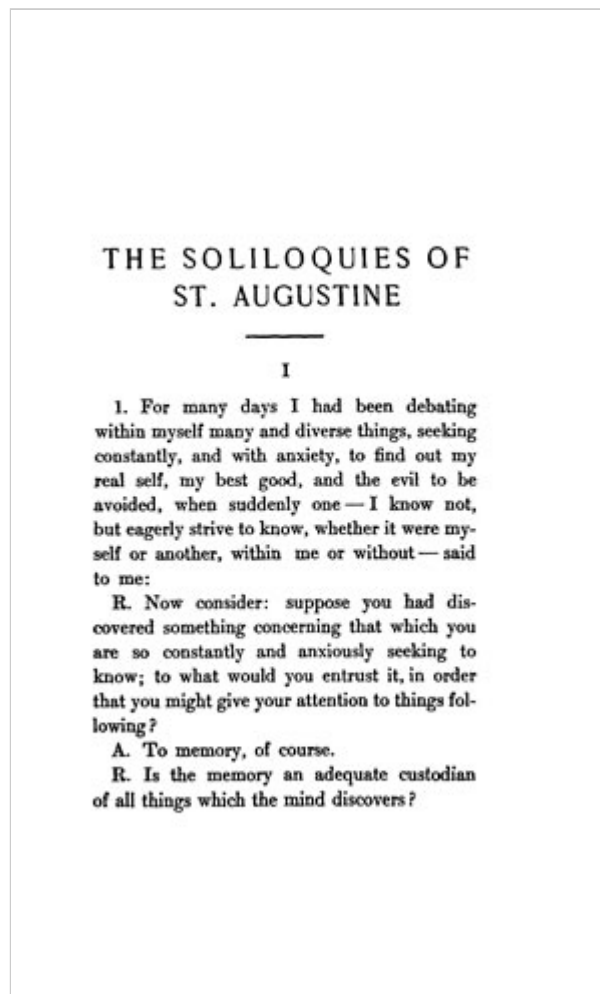 THE SOLILOQUIES OF
ST. AUGUSTINE
I
1. For many days I had been debating
within myself many and diverse things, seeking
constantly, and with anxiety, to find out my
real self, my best good, and the evil to be
avoided, when suddenly one — I know not,
but eagerly strive to know, whether it were my-
self or another, within me or without — said
to me:
R. Now consider: suppose you had dis-
covered something concerning that which you
are so constantly and anxiously seeking to
know; to what would you entrust it, in order
that you might give your attention to things fol-
lowing?
A. To memory, of course.
R. Is the memory an adequate custodian
of all things which the mind discovers?